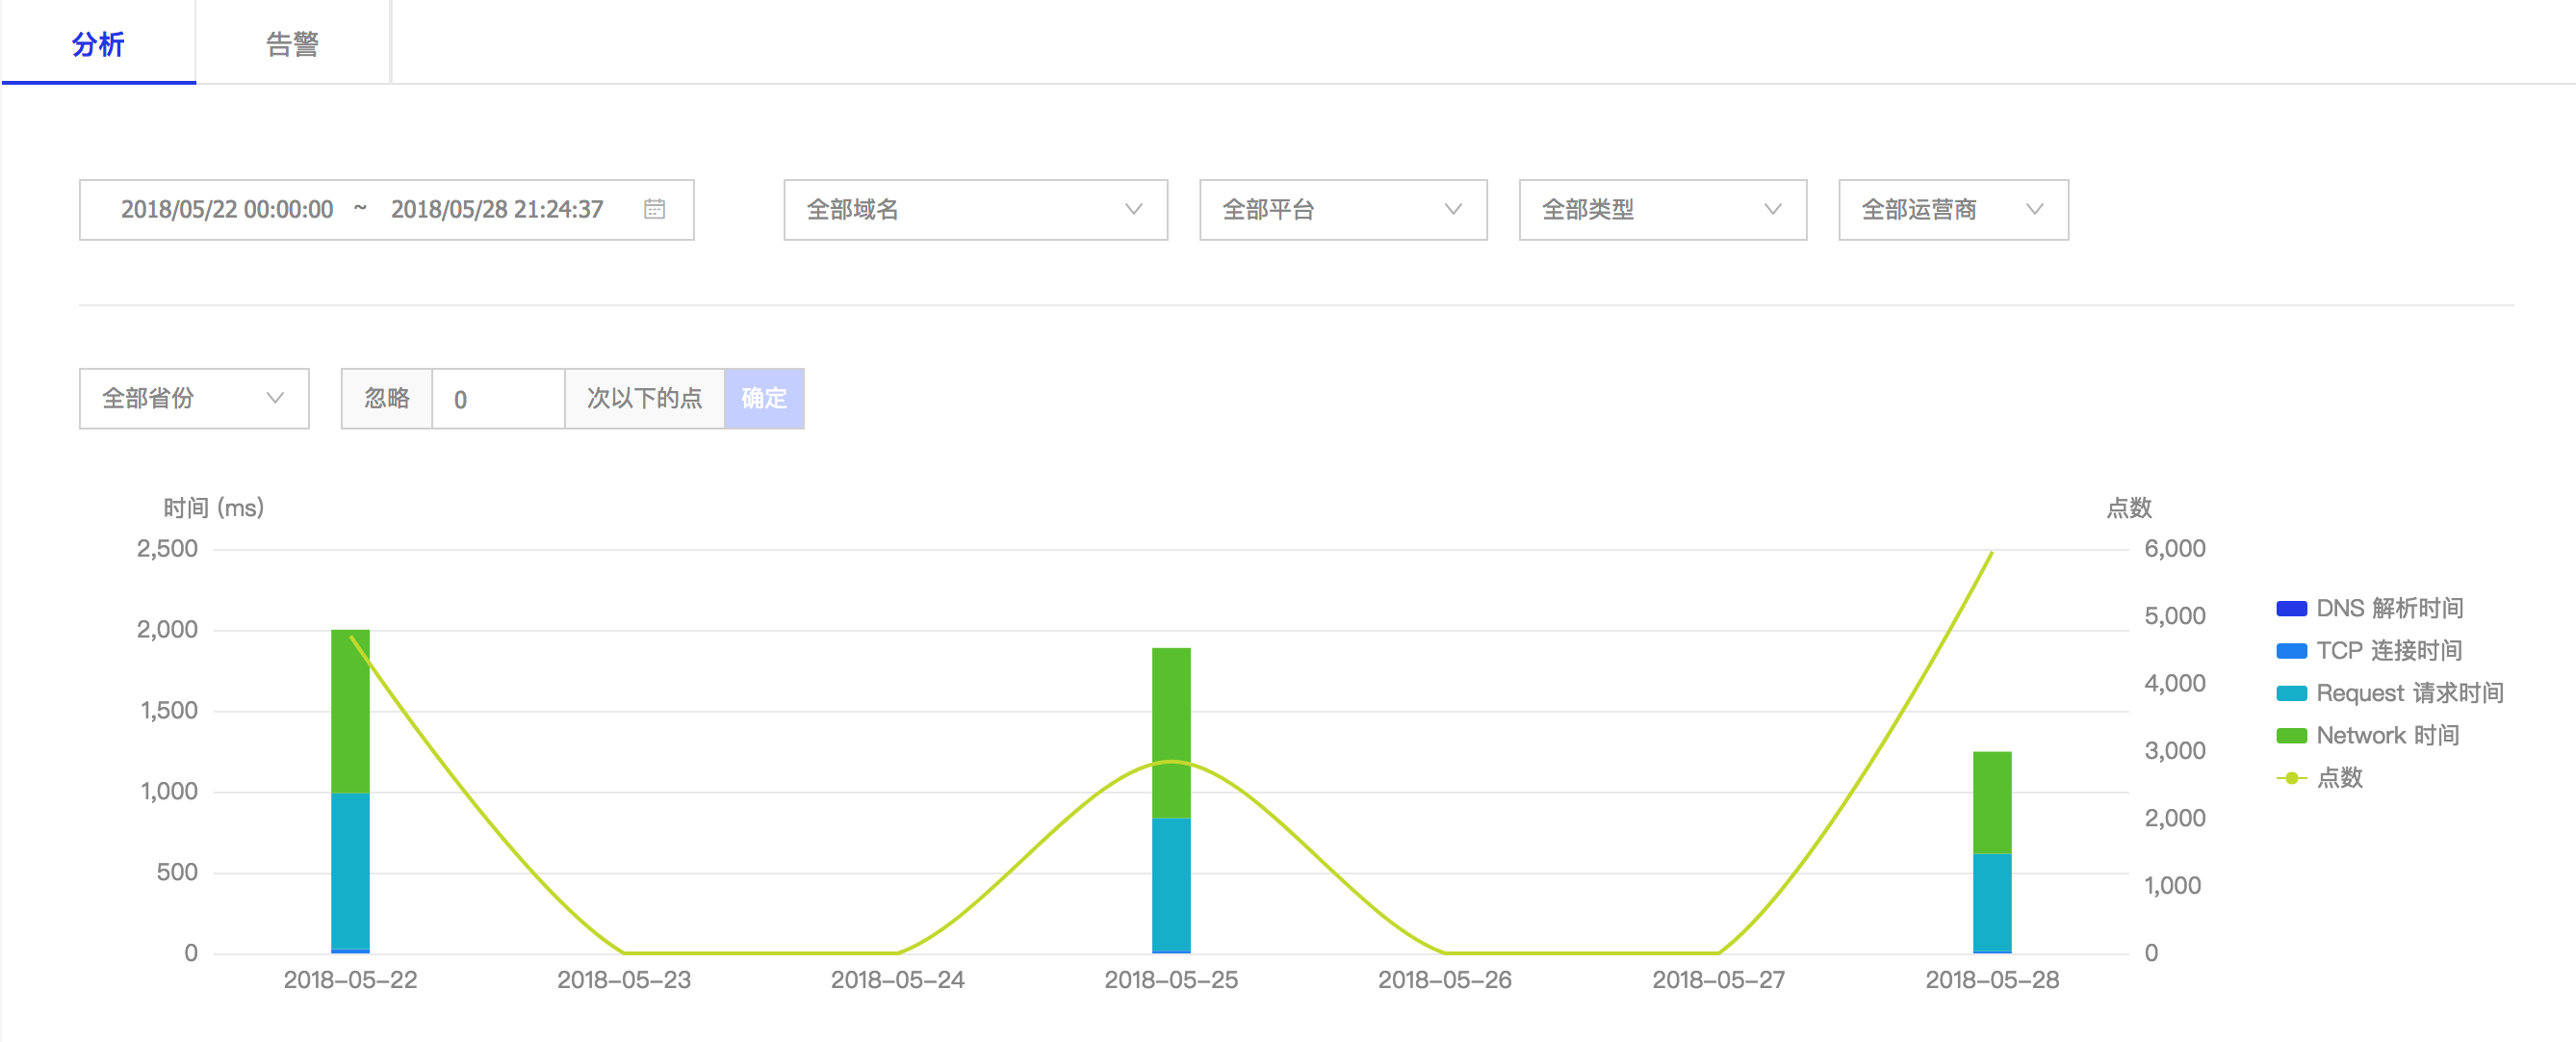 分析 告警
2018/05/22 00:00:00 ~ 2018/05/28 21:24:37 全部域名 全部平台 全部类型 全部运营商
全部省份 忽略 0 次以下的点 确定
时间 (ms) 点数
2,500
2,000
1,500
1,000
500
0
6,000
5,000
4,000
3,000
2,000
1,000
0
2018-05-22 2018-05-23 2018-05-24 2018-05-25 2018-05-26 2018-05-27 2018-05-28
DNS 解析时间
TCP 连接时间
Request 请求时间
Network 时间
点数